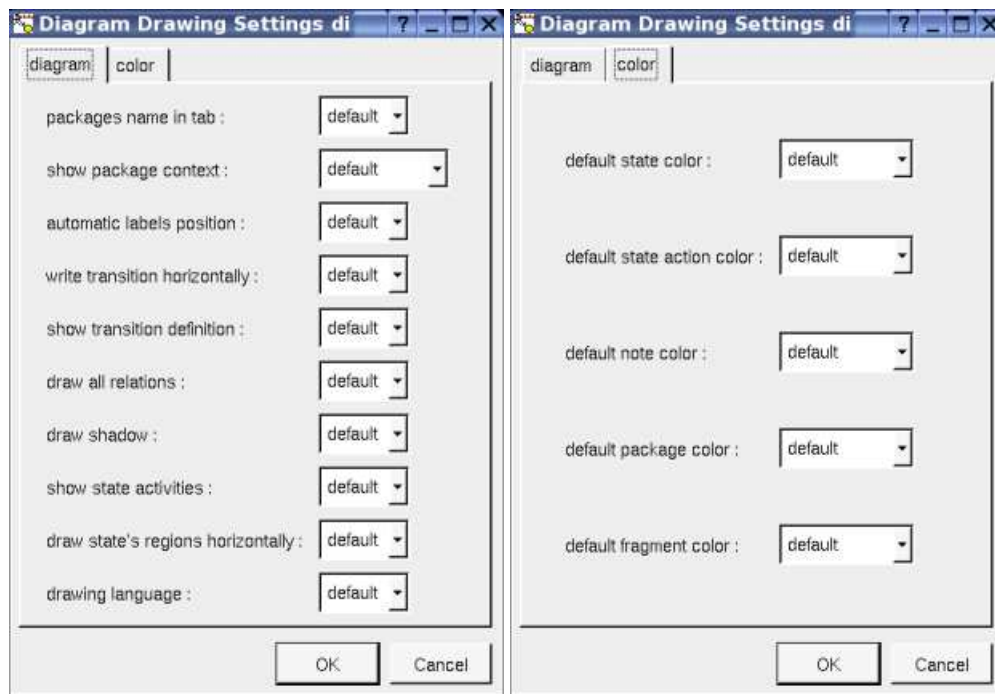 Diagram Drawing Settings di
diagram color
packages name in tab : default
show package context : default
automatic labels position : default
write transition horizontally : default
show transition definition : default
draw all relations : default
draw shadow : default
show state activities : default
draw state's regions horizontally : default
drawing language : default
OK Cancel
Diagram Drawing Settings di
diagram color
default state color : default
default state action color : default
default note color : default
default package color : default
default fragment color : default
OK Cancel